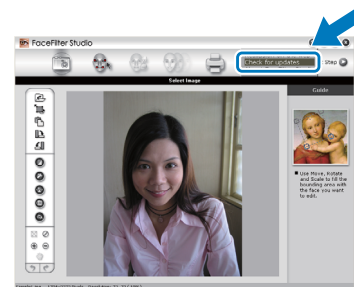 FaceFilter Studio
Check for updates
Step
Select Image
Guide
Use Move, Rotate
and Scale to fill the
bounding area with
the face you want
to edit.